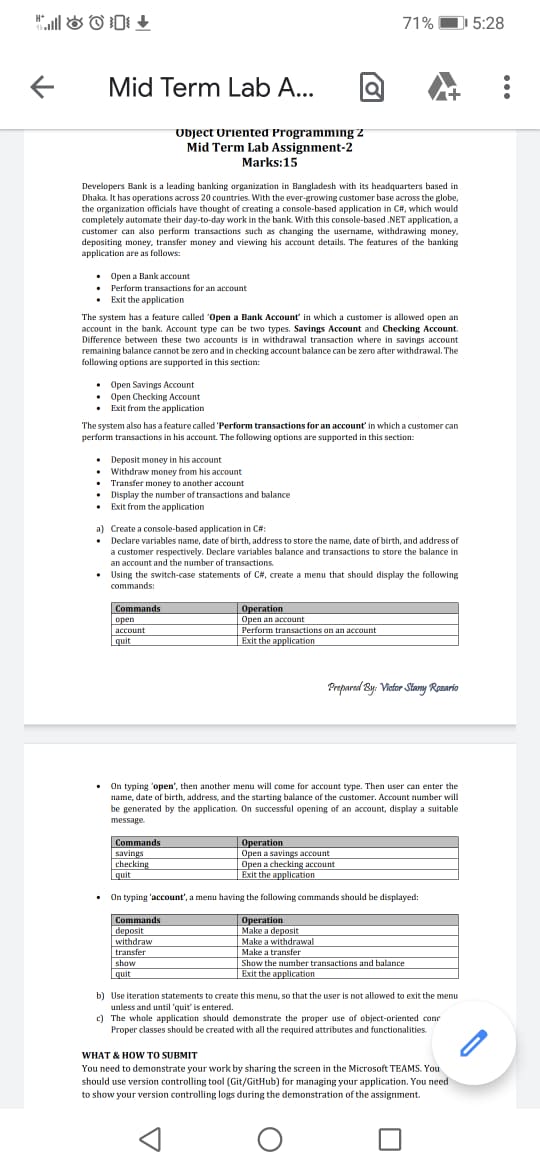 71% 5:28
Mid Term Lab A...
Object Oriented Programming 2
Mid Term Lab Assignment-2
Marks:15
Developers Bank is a leading banking organization in Bangladesh with its headquarters based in
Dhaka. It has operations across 20 countries. With the ever-growing customer base across the globe,
the organization officials have thought of creating a console-based application in C#, which would
completely automate their day-to-day work in the bank. With this console-based .NET application, a
customer can also perform transactions such as changing the username, withdrawing money,
depositing money, transfer money and viewing his account details. The features of the banking
application are as follows:
• Open a Bank account
• Perform transactions for an account
• Exit the application
The system has a feature called 'Open a Bank Account' in which a customer is allowed open an
account in the bank. Account type can be two types. Savings Account and Checking Account.
Difference between these two accounts is in withdrawal transaction where in savings account
remaining balance cannot be zero and in checking account balance can be zero after withdrawal. The
following options are supported in this section:
• Open Savings Account
• Open Checking Account
• Exit from the application
The system also has a feature called 'Perform transactions for an account' in which a customer can
perform transactions in his account. The following options are supported in this section:
• Deposit money in his account
• Withdraw money from his account
• Transfer money to another account
• Display the number of transactions and balance
• Exit from the application
a) Create a console-based application in C#:
• Declare variables name, date of birth, address to store the name, date of birth, and address of
a customer respectively. Declare variables balance and transactions to store the balance in
an account and the number of transactions.
• Using the switch-case statements of C#, create a menu that should display the following
commands:
Commands Operation
open Open an account
account Perform transactions on an account
quit Exit the application
Prepared By: Victor Stany Rozario
• On typing 'open', then another menu will come for account type. Then user can enter the
name, date of birth, address, and the starting balance of the customer. Account number will
be generated by the application. On successful opening of an account, display a suitable
message.
Commands Operation
savings Open a savings account
checking Open a checking account
quit Exit the application
• On typing 'account', a menu having the following commands should be displayed:
Commands Operation
deposit Make a deposit
withdraw Make a withdrawal
transfer Make a transfer
show Show the number transactions and balance
quit Exit the application
b) Use iteration statements to create this menu, so that the user is not allowed to exit the menu
unless and until 'quit' is entered.
c) The whole application should demonstrate the proper use of object-oriented
Proper classes should be created with all the required attributes and functionalities.
WHAT & HOW TO SUBMIT
You need to demonstrate your work by sharing the screen in the Microsoft TEAMS. You
should use version controlling tool (Git/GitHub) for managing your application. You need
to show your version controlling logs during the demonstration of the assignment.